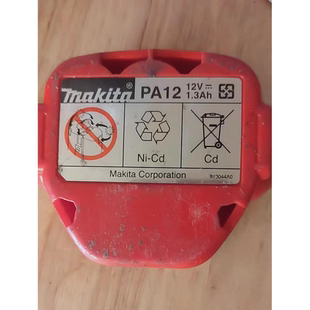 makita PA12 12V 1.3Ah
Ni-Cd Cd
Makita Corporation